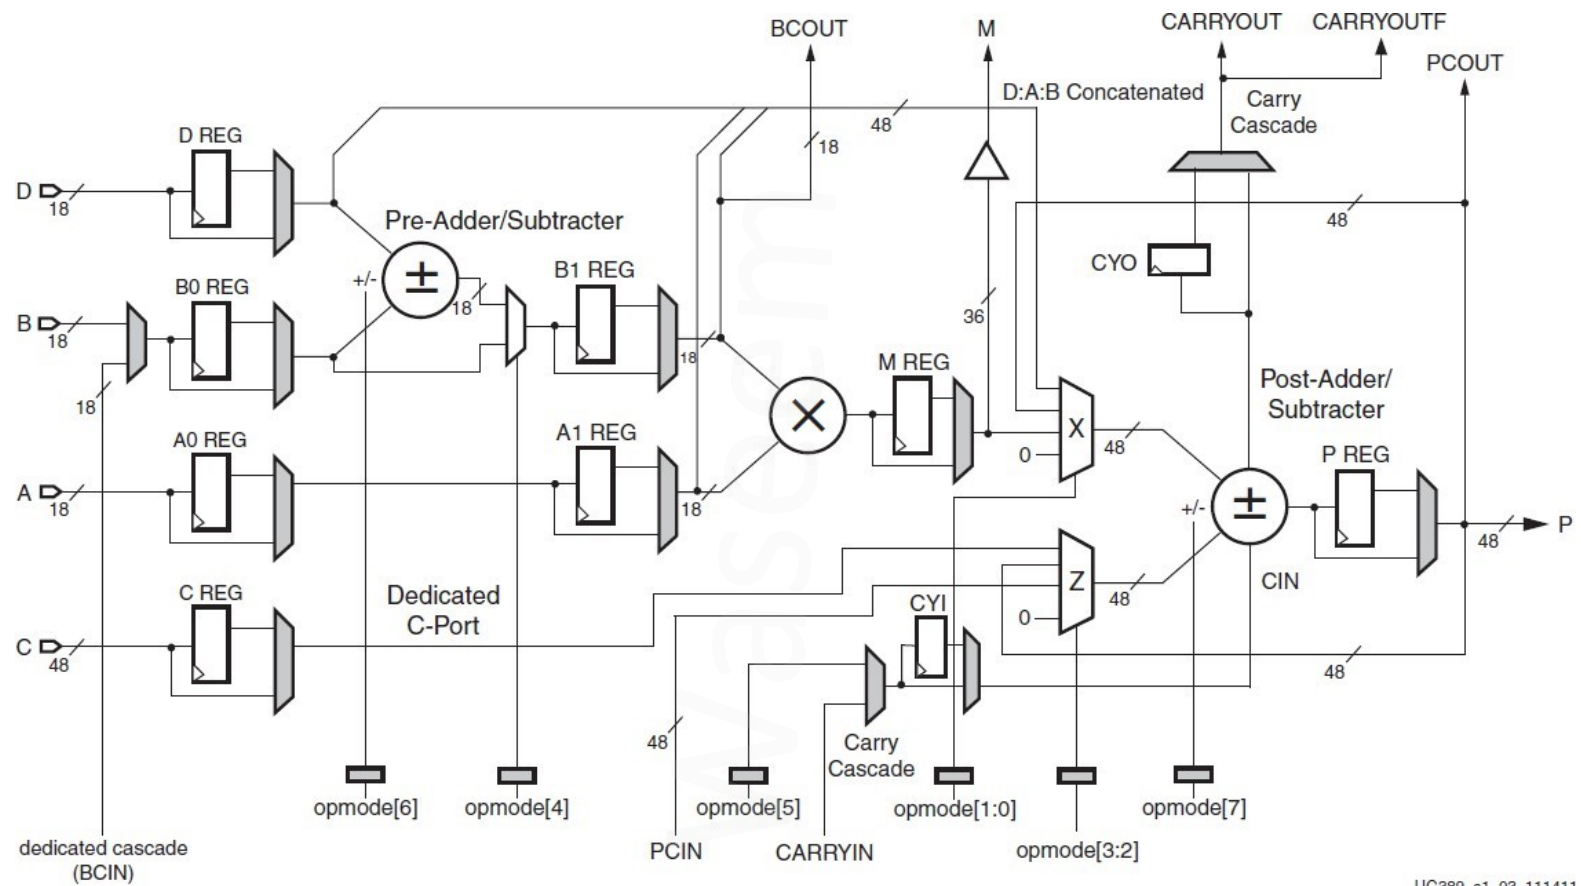 BCOUT
M
CARRYOUT
CARRYOUTF
PCOUT
D:A:B Concatenated
Carry
Cascade
48
18
D REG
D
18
Pre-Adder/Subtracter
+/-
±
18
48
CYO
B0 REG
B1 REG
B
18
18
18
36
M REG
Post-Adder/
Subtracter
A0 REG
A1 REG
×
X
48
0
P REG
A
18
18
+/-
±
P
48
C REG
Dedicated
C-Port
Z
48
CIN
CYI
0
C
48
48
48
Carry
Cascade
opmode[6]
opmode[4]
opmode[5]
opmode[1:0]
opmode[7]
dedicated cascade
(BCIN)
PCIN
CARRYIN
opmode[3:2]
waseem